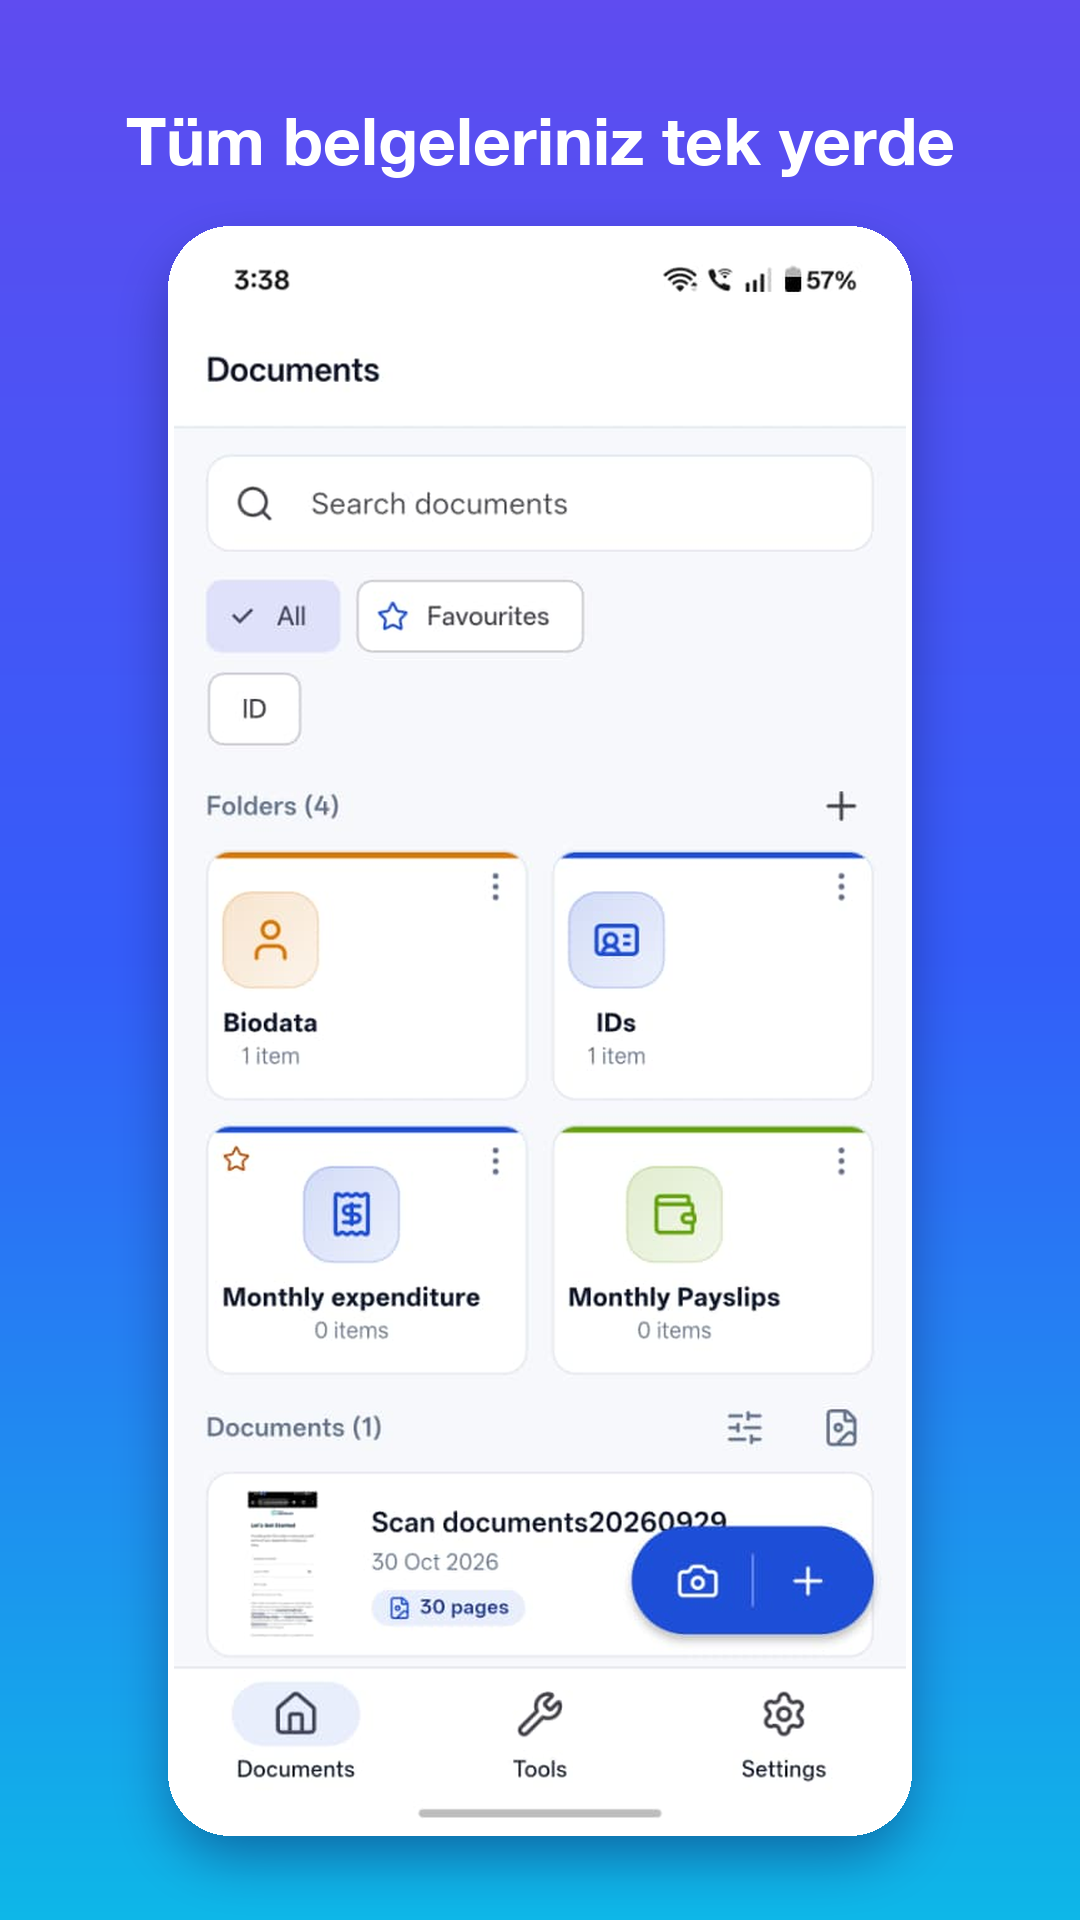 Tüm belgeleriniz tek yerde
3:38
57%
Documents
Search documents
All
Favourites
ID
Folders (4)
Biodata
1 item
IDs
1 item
Monthly expenditure
0 items
Monthly Payslips
0 items
Documents (1)
Scan documents20260929
30 Oct 2026
30 pages
Documents
Tools
Settings